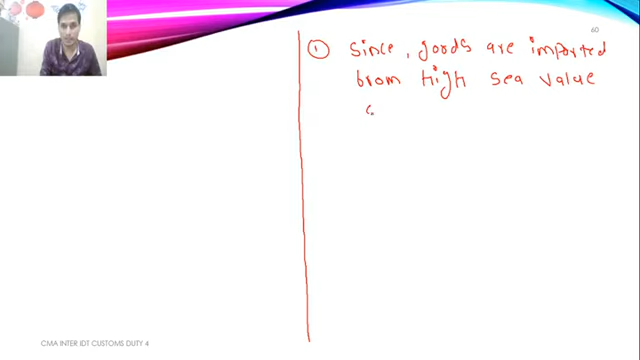 60
① Since, goods are imported
from High sea value
CMA INTER IDT CUSTOMS DUTY 4